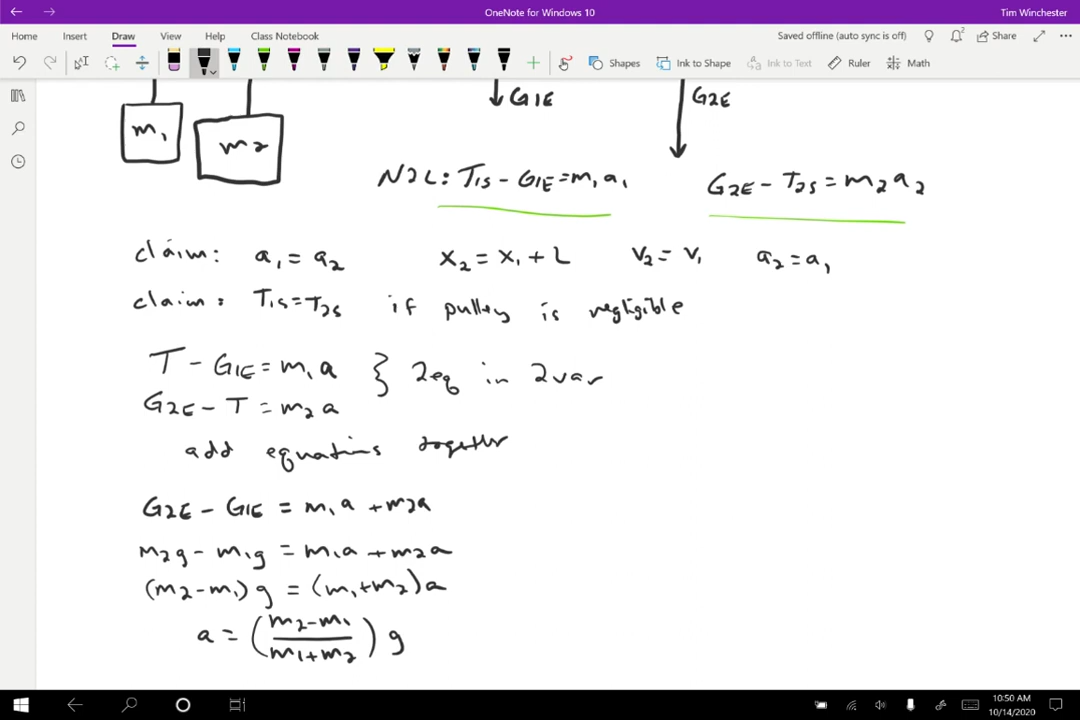 OneNote for Windows 10
Tim Winchester
Home Insert Draw View Help Class Notebook
Saved offline (auto sync is off) Share
Shapes Ink to Shape Ink to Text Ruler Math
m₁ m₂
G1E G2E
N2L: T1S - G1E = m₁a₁
G2E - T2S = m₂a₂
claim: a₁ = a₂ x₂ = x₁ + L v₂ = v₁ a₂ = a₁
claim: T1S = T2S if pulley is negligible
T - G1E = m₁a } 2eq in 2var
G2E - T = m₂a
add equations together
G2E - G1E = m₁a + m₂a
m₂g - m₁g = m₁a + m₂a
(m₂ - m₁)g = (m₁ + m₂)a
a = (m₂ - m₁ / m₁ + m₂) g
10:50 AM
10/14/2020